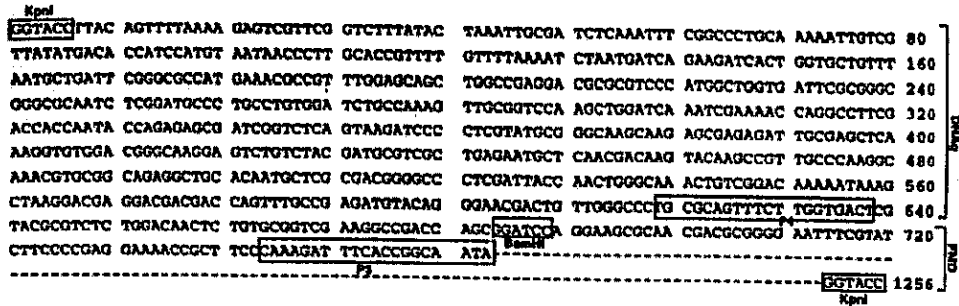 KpnI
GGTACCTTAC AGTTTTAAAA GAGTCGTTCG GTCTTTATAC TAAATTGCGA TCTCAAATTT CGGCCCTGCA AAAATTGTCG 80
TTATATGACA CCATCCATGT AATAACCCTT GCACCGTTTT GTTTTAAAAT CTAATGATCA GAAGATCACT GGTGCTGTTT 160
AATGCTGATT CGGGCGCCAT GAAACGCCGT TTGGAGCAGC TGGCCGAGGA CGCGCGTCCC ATGGCTGGTG ATTCGCGGGC 240
GGGCGCAATC TCGGATGCCC TGCCTGTGGA TCTGCCAAAG TTGCGGTCCA AGCTGGATCA AATCGAAAAC CAGGCCTTCG 320
ACCACCAATA CCAGAGAGCG ATCGGTCTCA GTAAGATCCC CTCGTATGCG GGCAAGCAAG AGCGAGAGAT TGCGAGCTCA 400
AAGGTGTGGA CGGGCAAGGA GTCTGTCTAC GATGCGTCGC TGAGAATGCT CAACGACAAG TACAAGCCGT TGCCCAAGGC 480
AAACGTGCGG CAGAGGCTGC ACAATGCTCG CGACGGGGCC CTCGATTACC AACTGGGCAA ACTGTCGGAC AAAAATAAAG 560
CTAAGGACGA GGACGACGAC CAGTTTGCCG AGATGTACAG GGAACGACTG TTGGGCCCTG CGCAGTTTCT TGGTGACTCG 640
TACGCGTCTC TGGACAACTC TGTGCGGTCG AAGGCCGACC AGCGGATCCA GGAAGCGCAA CGACGCGGGG AATTTCGTAT 720
BamHI
CTTCCCCGAG GAAAACCGCT TCCCAAAGAT TTCACCGGCA ATA
GGTACC 1256
KpnI